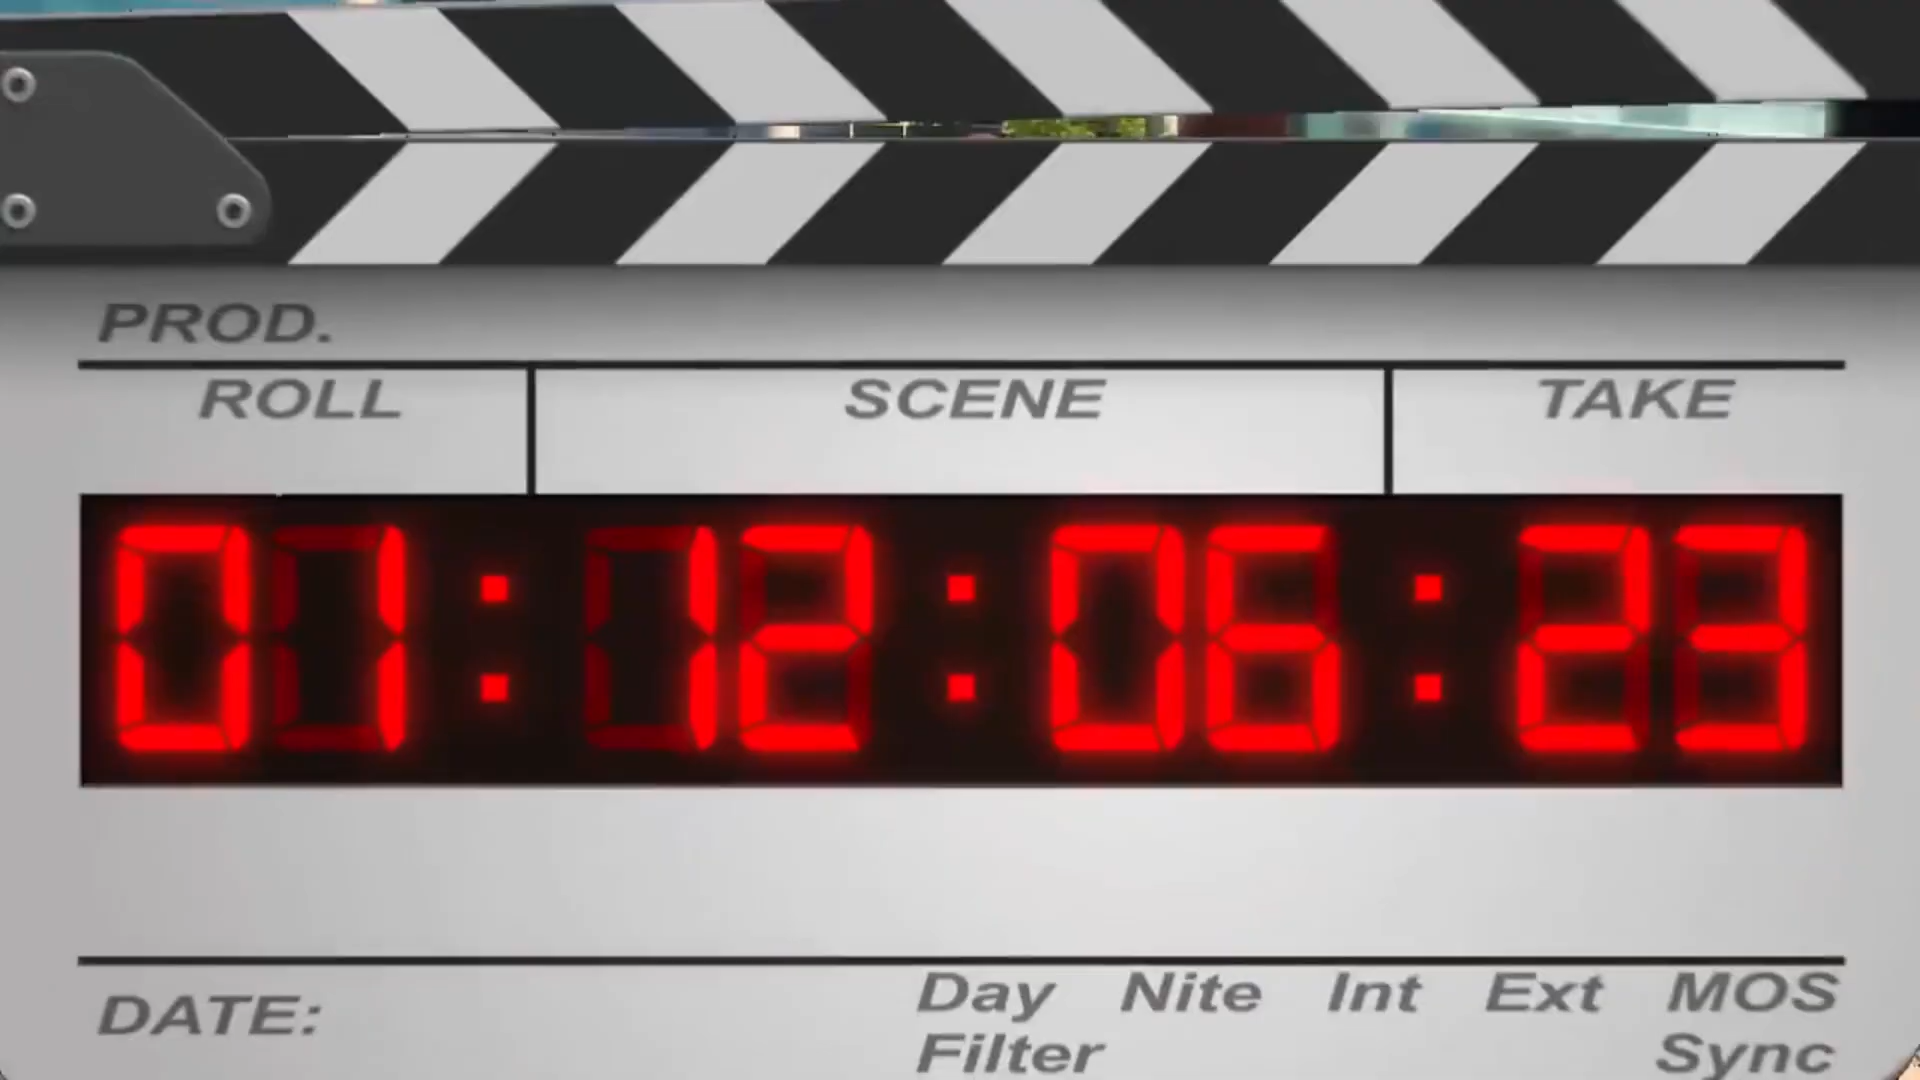 PROD.
ROLL SCENE TAKE
01:12:06:23
DATE: Day Nite Int Ext MOS
Filter Sync